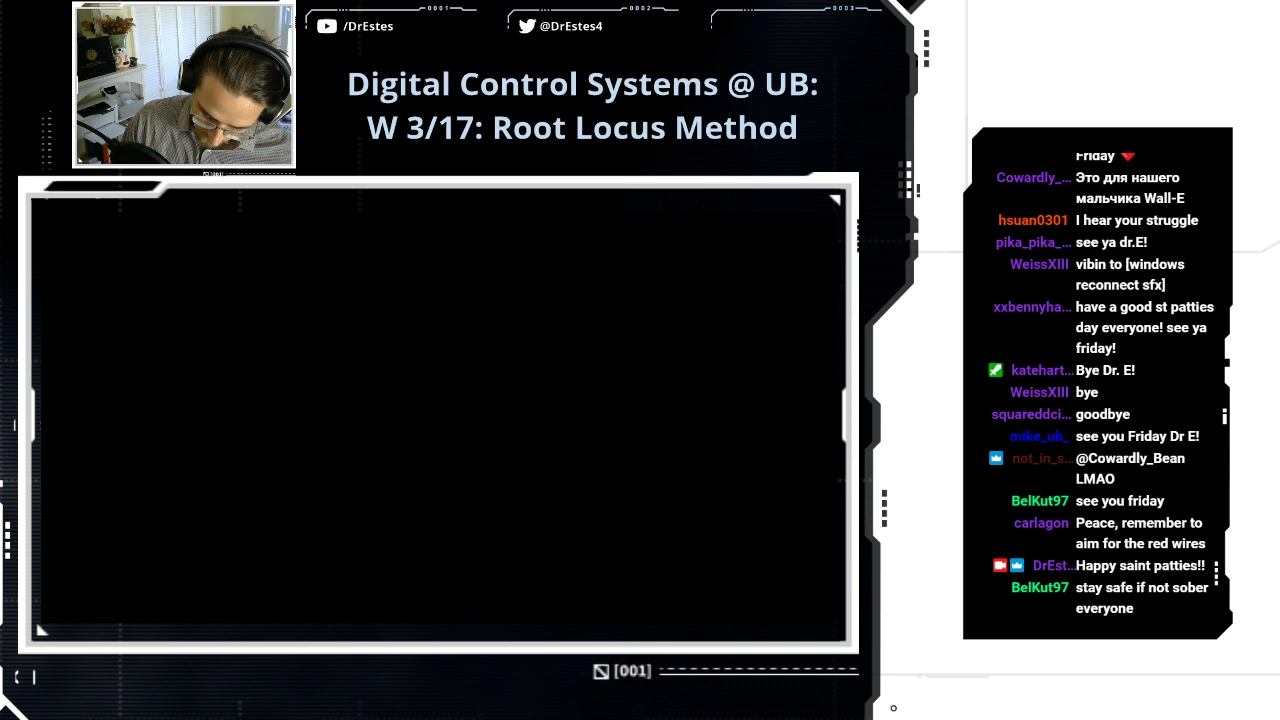 0001
0002
0003
/DrEstes
@DrEstes4
Digital Control Systems @ UB:
W 3/17: Root Locus Method
[001]
Friday
Cowardly_... Это для нашего
мальчика Wall-E
hsuan0301 I hear your struggle
pika_pika_... see ya dr.E!
WeissXIII vibin to [windows
reconnect sfx]
xxbennyha... have a good st patties
day everyone! see ya
friday!
katehart... Bye Dr. E!
WeissXIII bye
squareddci... goodbye
mike_ub_ see you Friday Dr E!
not_in_s... @Cowardly_Bean
LMAO
BelKut97 see you friday
carlagon Peace, remember to
aim for the red wires
DrEst... Happy saint patties!!
BelKut97 stay safe if not sober
everyone
[001]